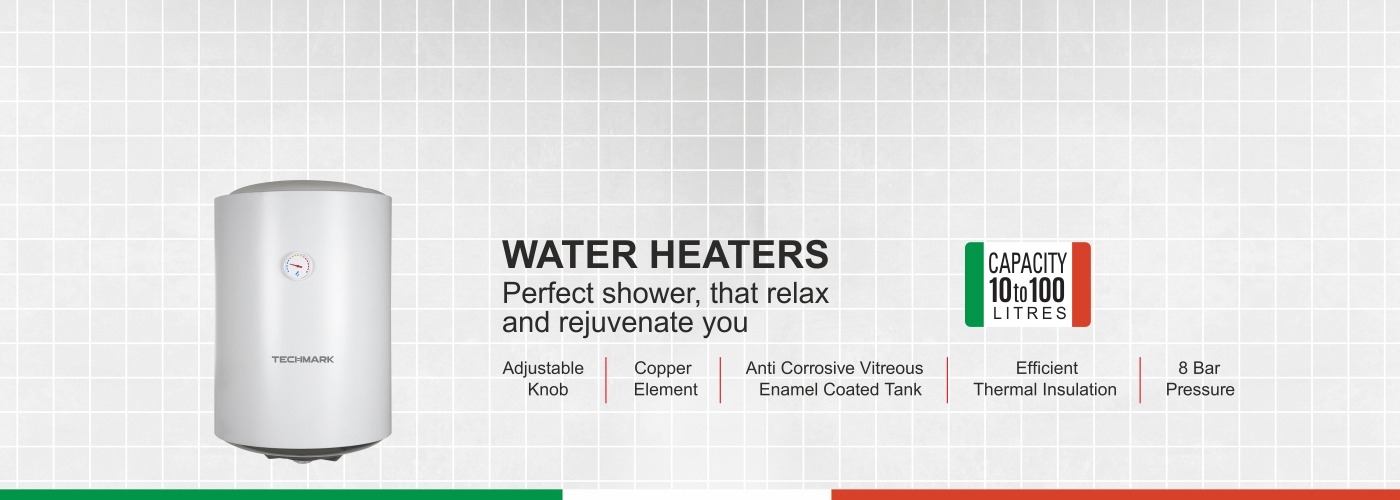 WATER HEATERS
Perfect shower, that relax
and rejuvenate you
CAPACITY
10 to 100
LITRES
Adjustable
Knob
Copper
Element
Anti Corrosive Vitreous
Enamel Coated Tank
Efficient
Thermal Insulation
8 Bar
Pressure
TECHMARK